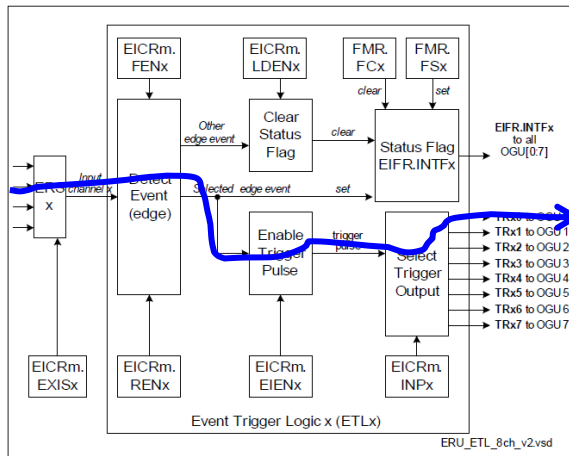 EICRm.
FENx
EICRm.
LDENx
FMR.
FCx
FMR.
FSx
clear
set
Other
edge event
Clear
Status
Flag
clear
Status Flag
EIFR.INTFx
EIFR.INTFx
to all
OGU[0:7]
ERS
x
Input
channel x
Detect
Event
(edge)
Selected edge event
set
Enable
Trigger
Pulse
trigger
pulse
Select
Trigger
Output
TRx0 to OGU
TRx1 to OGU 1
TRx2 to OGU 2
TRx3 to OGU 3
TRx4 to OGU 4
TRx5 to OGU 5
TRx6 to OGU 6
TRx7 to OGU 7
EICRm.
EXISx
EICRm.
RENx
EICRm.
EIENx
EICRm.
INPx
Event Trigger Logic x (ETLx)
ERU_ETL_8ch_v2.vsd